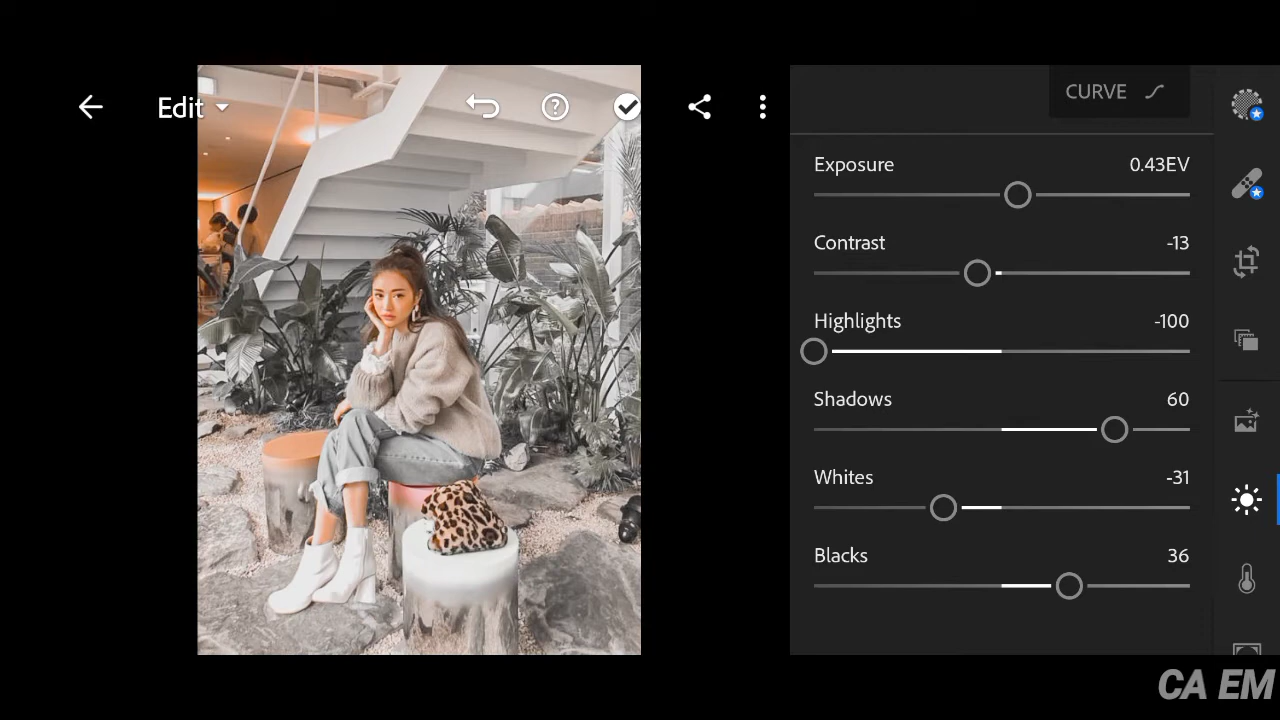 Edit
CURVE
Exposure 0.43EV
Contrast -13
Highlights -100
Shadows 60
Whites -31
Blacks 36
CA EM